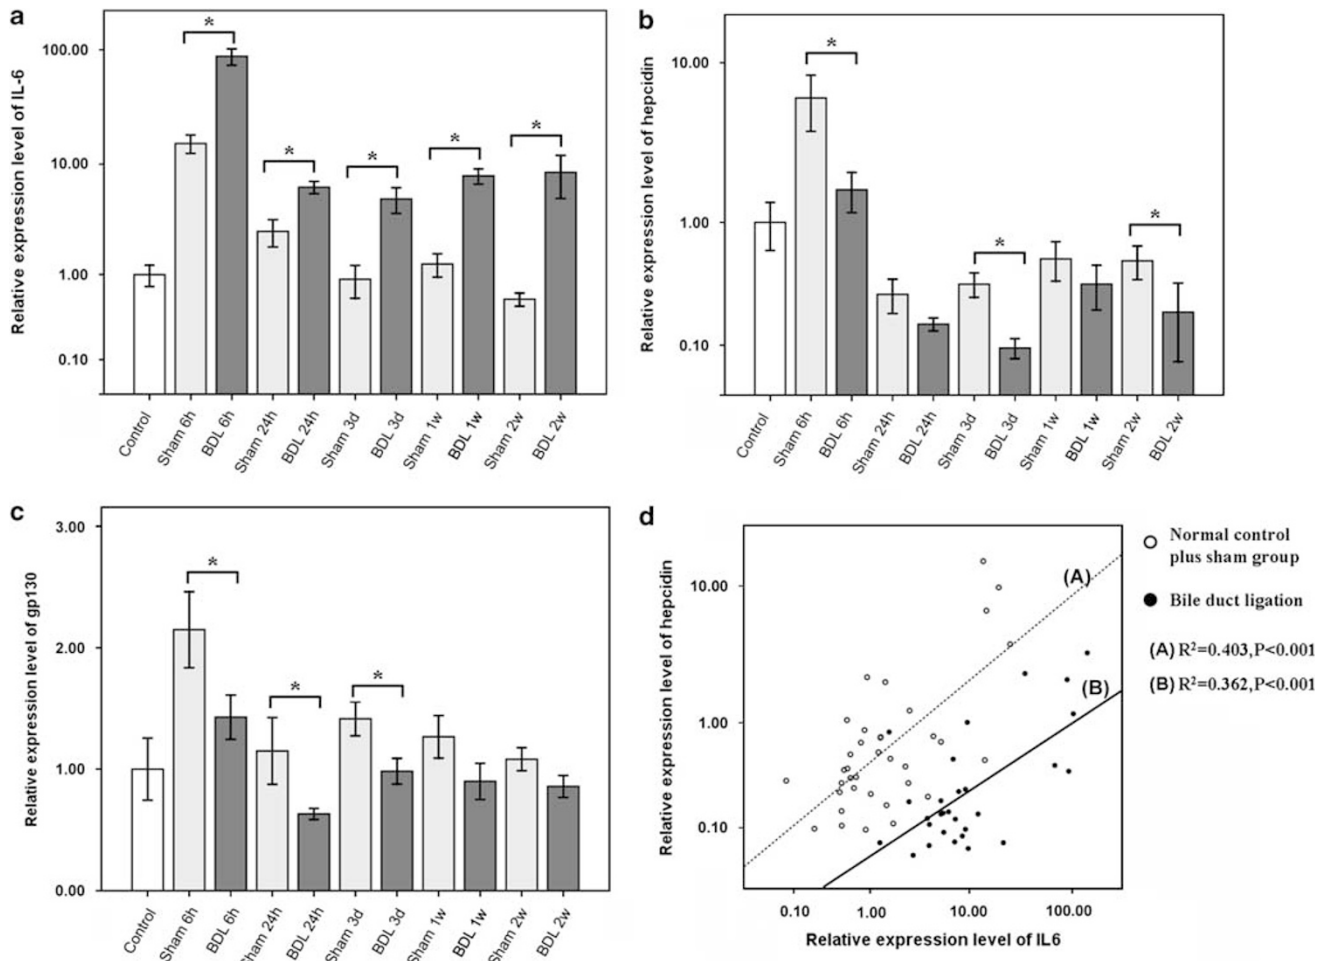 a
Relative expression level of IL-6
100.00
10.00
1.00
0.10
*
*
*
*
*
Control
Sham 6h
BDL 6h
Sham 24h
BDL 24h
Sham 3d
BDL 3d
Sham 1w
BDL 1w
Sham 2w
BDL 2w
b
Relative expression level of hepcidin
10.00
1.00
0.10
*
*
*
Control
Sham 6h
BDL 6h
Sham 24h
BDL 24h
Sham 3d
BDL 3d
Sham 1w
BDL 1w
Sham 2w
BDL 2w
c
Relative expression level of gp130
3.00
2.00
1.00
0.00
*
*
*
Control
Sham 6h
BDL 6h
Sham 24h
BDL 24h
Sham 3d
BDL 3d
Sham 1w
BDL 1w
Sham 2w
BDL 2w
d
Relative expression level of hepcidin
10.00
1.00
0.10
(A)
(B)
0.10 1.00 10.00 100.00
Relative expression level of IL6
Normal control
plus sham group
Bile duct ligation
(A) R²=0.403,P<0.001
(B) R²=0.362,P<0.001